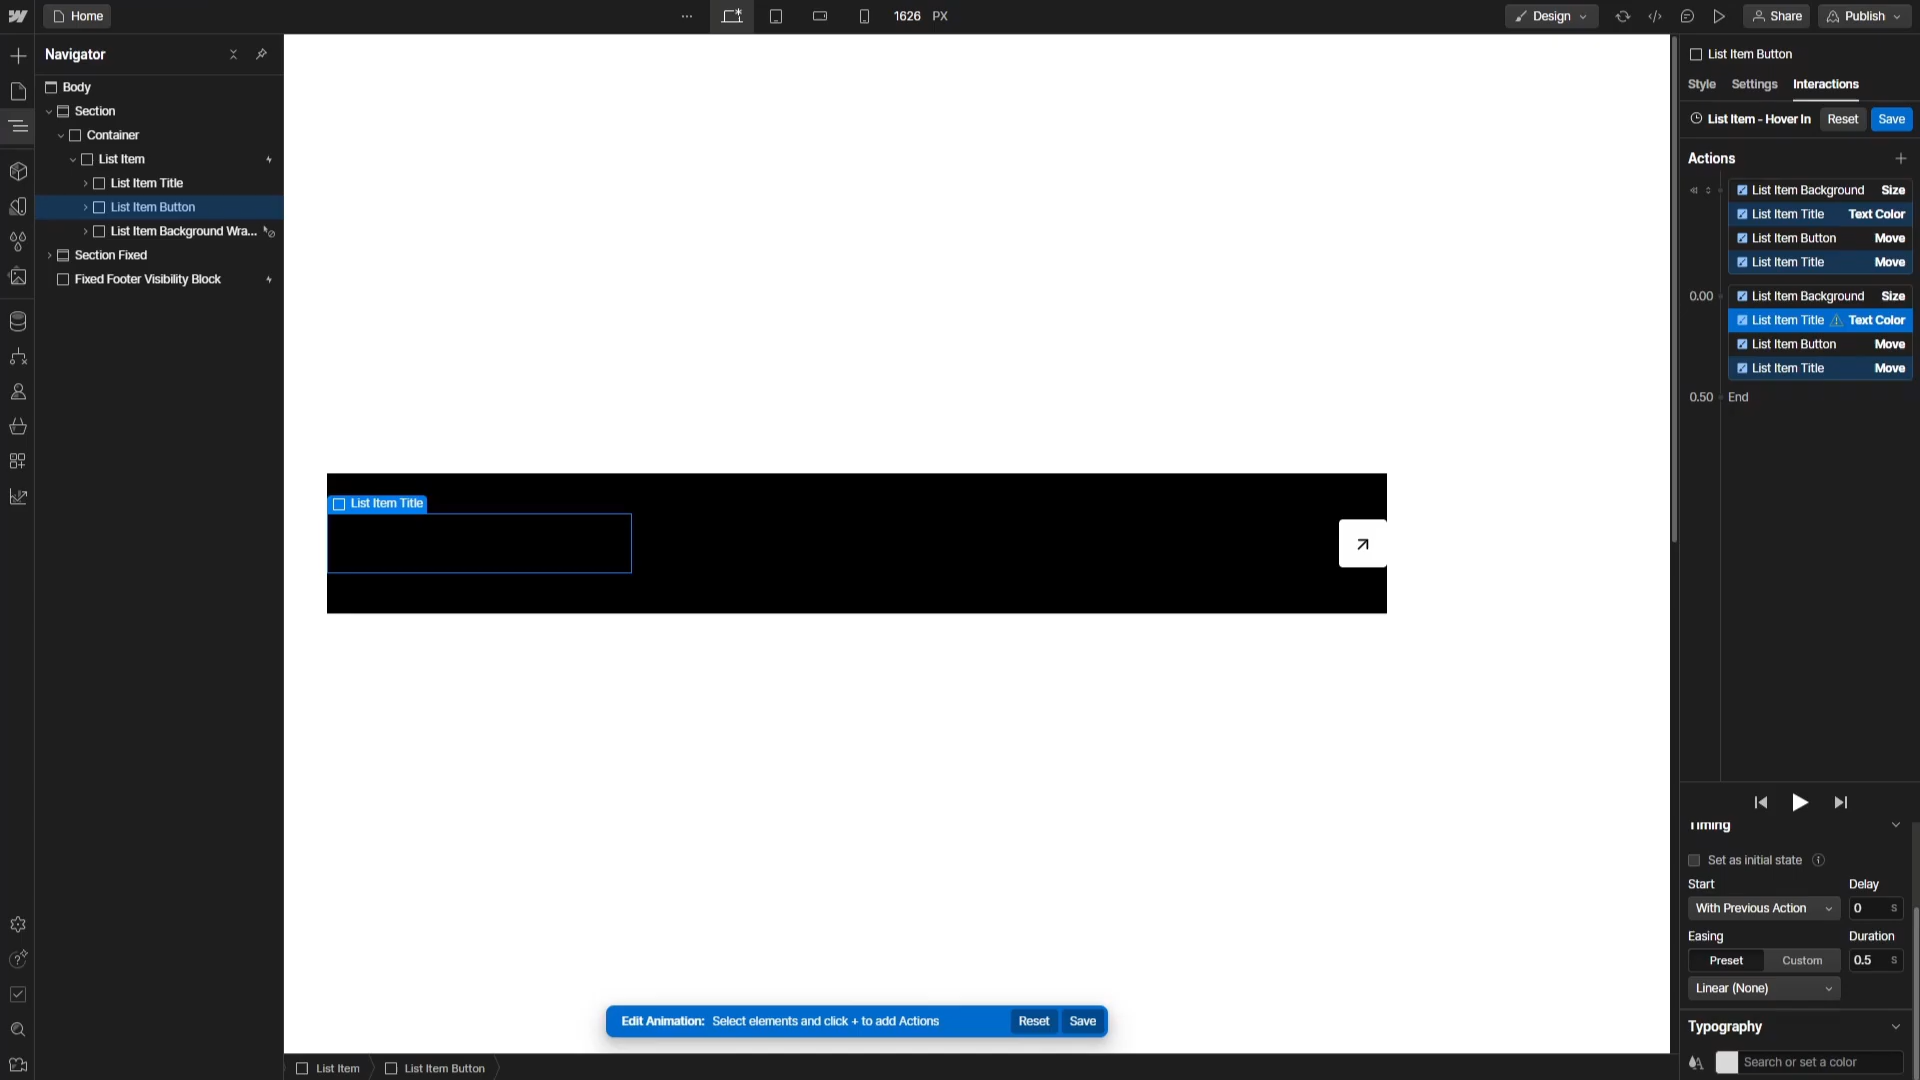 Home
1626 PX
Design
Share
Publish
Navigator
Body
Section
Container
List Item
List Item Title
List Item Button
List Item Background Wra...
Section Fixed
Fixed Footer Visibility Block
List Item Title
Edit Animation: Select elements and click + to add Actions
Reset
Save
List Item
List Item Button
List Item Button
Style Settings Interactions
List Item - Hover In Reset Save
Actions
List Item Background Size
List Item Title Text Color
List Item Button Move
List Item Title Move
0.00 List Item Background Size
List Item Title Text Color
List Item Button Move
List Item Title Move
0.50 End
Timing
Set as initial state
Start Delay
With Previous Action 0 S
Easing Duration
Preset Custom 0.5 S
Linear (None)
Typography
Search or set a color